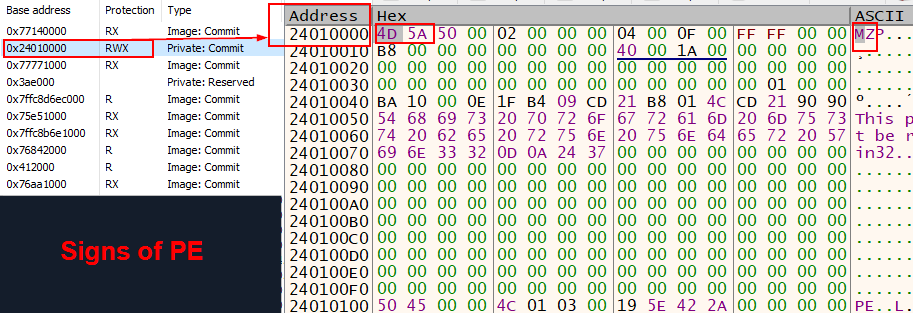 Base address Protection Type
0x77140000 RX Image: Commit
0x24010000 RWX Private: Commit
0x77771000 RX Image: Commit
0x3ae000 Private: Reserved
0x7ffc8d6ec000 R Image: Commit
0x75e51000 RX Image: Commit
0x7ffc8b6e1000 RX Image: Commit
0x76842000 R Image: Commit
0x412000 R Image: Commit
0x76aa1000 RX Image: Commit
Signs of PE
Address Hex ASCII
24010000 4D 5A 50 00 02 00 00 00 04 00 0F 00 FF FF 00 00 MZP....
24010010 B8 00 00 00 00 00 00 00 40 00 1A 00 00 00 00 00 ¸......
24010020 00 00 00 00 00 00 00 00 00 00 00 00 00 00 00 00 .......
24010030 00 00 00 00 00 00 00 00 00 00 00 00 00 01 00 00 .......
24010040 BA 10 00 0E 1F B4 09 CD 21 B8 01 4C CD 21 90 90 º....´
24010050 54 68 69 73 20 70 72 6F 67 72 61 6D 20 6D 75 73 This p
24010060 74 20 62 65 20 72 75 6E 20 75 6E 64 65 72 20 57 t be r
24010070 69 6E 33 32 0D 0A 24 37 00 00 00 00 00 00 00 00 in32..
24010080 00 00 00 00 00 00 00 00 00 00 00 00 00 00 00 00 .......
24010090 00 00 00 00 00 00 00 00 00 00 00 00 00 00 00 00 .......
240100A0 00 00 00 00 00 00 00 00 00 00 00 00 00 00 00 00 .......
240100B0 00 00 00 00 00 00 00 00 00 00 00 00 00 00 00 00 .......
240100C0 00 00 00 00 00 00 00 00 00 00 00 00 00 00 00 00 .......
240100D0 00 00 00 00 00 00 00 00 00 00 00 00 00 00 00 00 .......
240100E0 00 00 00 00 00 00 00 00 00 00 00 00 00 00 00 00 .......
240100F0 00 00 00 00 00 00 00 00 00 00 00 00 00 00 00 00 .......
24010100 50 45 00 00 4C 01 03 00 19 5E 42 2A 00 00 00 00 PE..L.